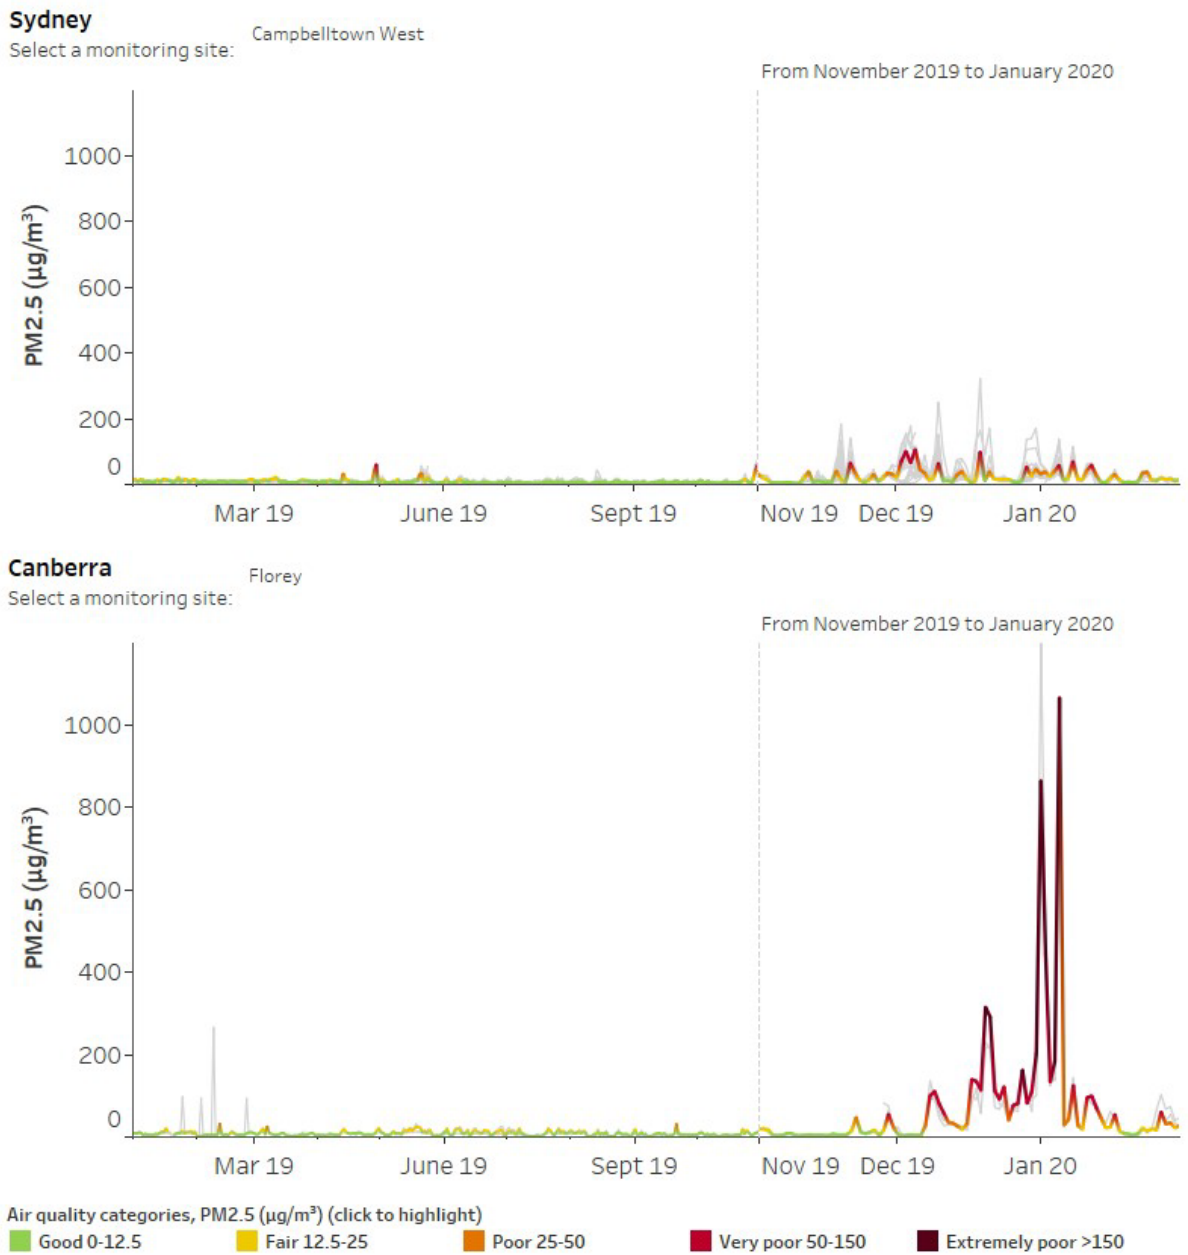 Sydney
Select a monitoring site: Campbelltown West
From November 2019 to January 2020
PM2.5 (µg/m³)
1000
800
600
400
200
0
Mar 19 June 19 Sept 19 Nov 19 Dec 19 Jan 20
Canberra
Select a monitoring site: Florey
From November 2019 to January 2020
PM2.5 (µg/m³)
1000
800
600
400
200
0
Mar 19 June 19 Sept 19 Nov 19 Dec 19 Jan 20
Air quality categories, PM2.5 (µg/m³) (click to highlight)
Good 0-12.5 Fair 12.5-25 Poor 25-50 Very poor 50-150 Extremely poor >150